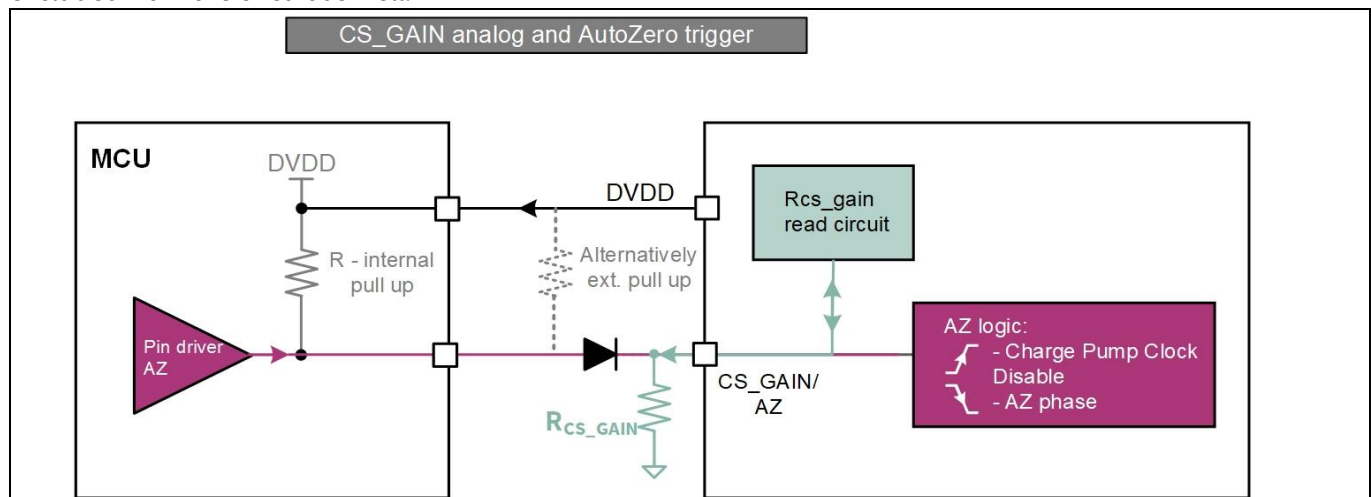 CS_GAIN analog and AutoZero trigger
MCU
DVDD
DVDD
R - internal
pull up
Alternatively
ext. pull up
Rcs_gain
read circuit
Pin driver
AZ
CS_GAIN/
AZ
RCS_GAIN
AZ logic:
- Charge Pump Clock
Disable
- AZ phase